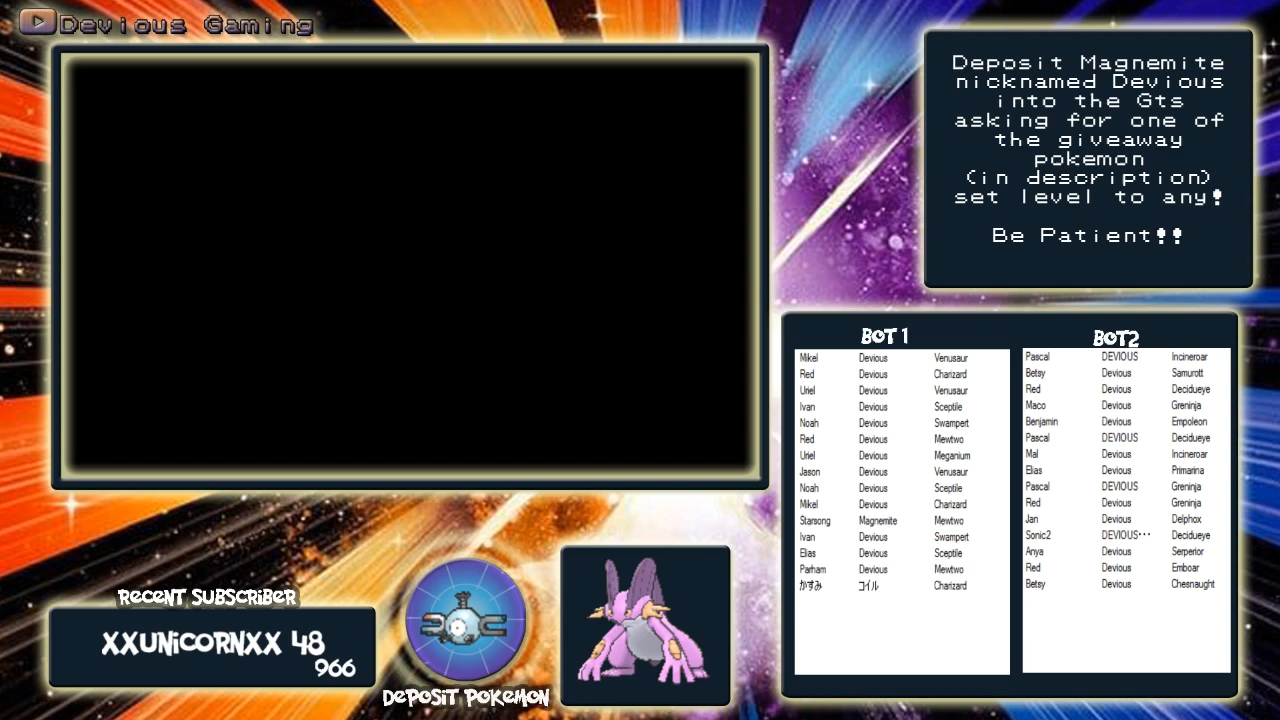 Devious Gaming
Deposit Magnemite
nicknamed Devious
into the Gts
asking for one of
the giveaway
pokemon
(in description)
set level to any!
Be Patient!!
BOT 1
Mikel Devious Venusaur
Red Devious Charizard
Uriel Devious Venusaur
Ivan Devious Sceptile
Noah Devious Swampert
Red Devious Mewtwo
Uriel Devious Meganium
Jason Devious Venusaur
Noah Devious Sceptile
Mikel Devious Charizard
Starsong Magnemite Mewtwo
Ivan Devious Swampert
Elias Devious Sceptile
Parham Devious Mewtwo
かすみ コイル Charizard
BOT2
Pascal DEVIOUS Incineroar
Betsy Devious Samurott
Red Devious Decidueye
Maco Devious Greninja
Benjamin Devious Empoleon
Pascal DEVIOUS Decidueye
Mal Devious Incineroar
Elias Devious Primarina
Pascal DEVIOUS Greninja
Red Devious Greninja
Jan Devious Delphox
Sonic2 DEVIOUS··· Decidueye
Anya Devious Serperior
Red Devious Emboar
Betsy Devious Chesnaught
RECENT SUBSCRIBER
XXUNiCORNXX 48
966
DEPOSIT POKEMON